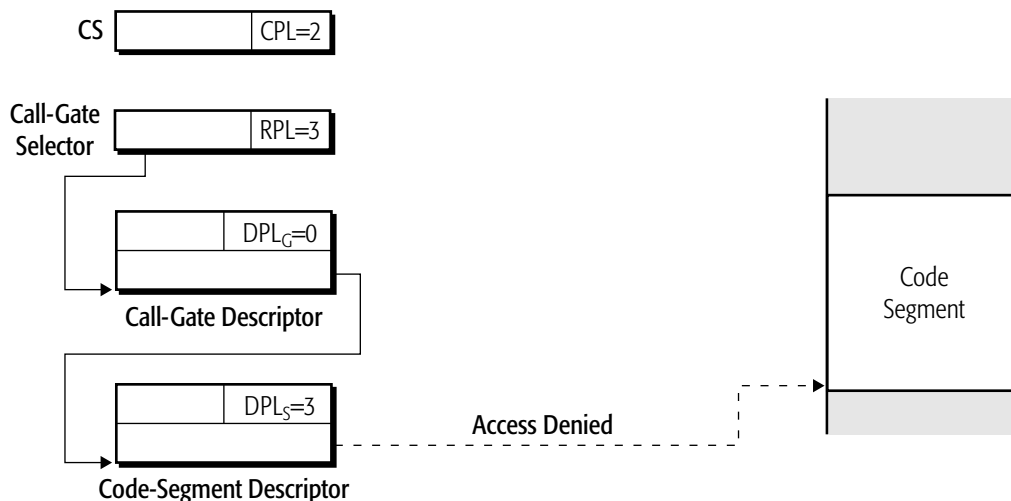 CS
CPL=2
Call-Gate
Selector
RPL=3
DPLG=0
Call-Gate Descriptor
DPLS=3
Code-Segment Descriptor
Access Denied
Code
Segment